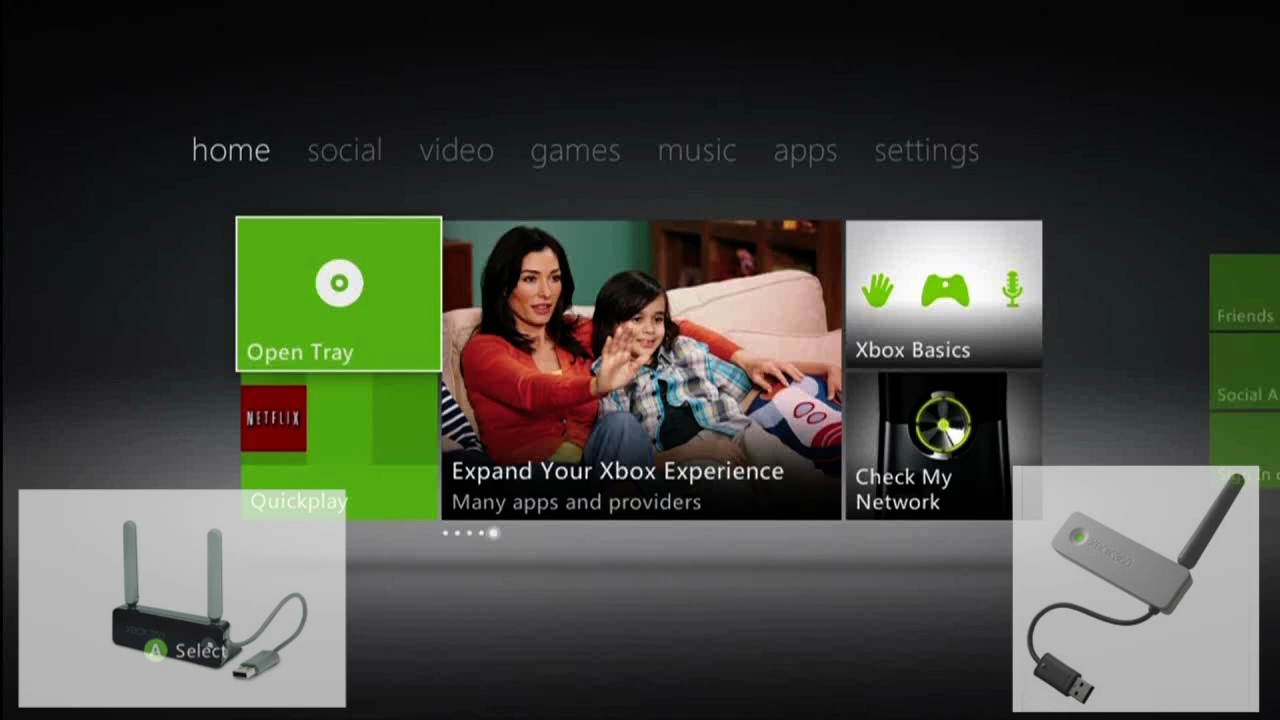 home social video games music apps settings
Open Tray
NETFLIX
Quickplay
Expand Your Xbox Experience
Many apps and providers
Xbox Basics
Check My
Network
Friends
Social A
A Select
XBOX360